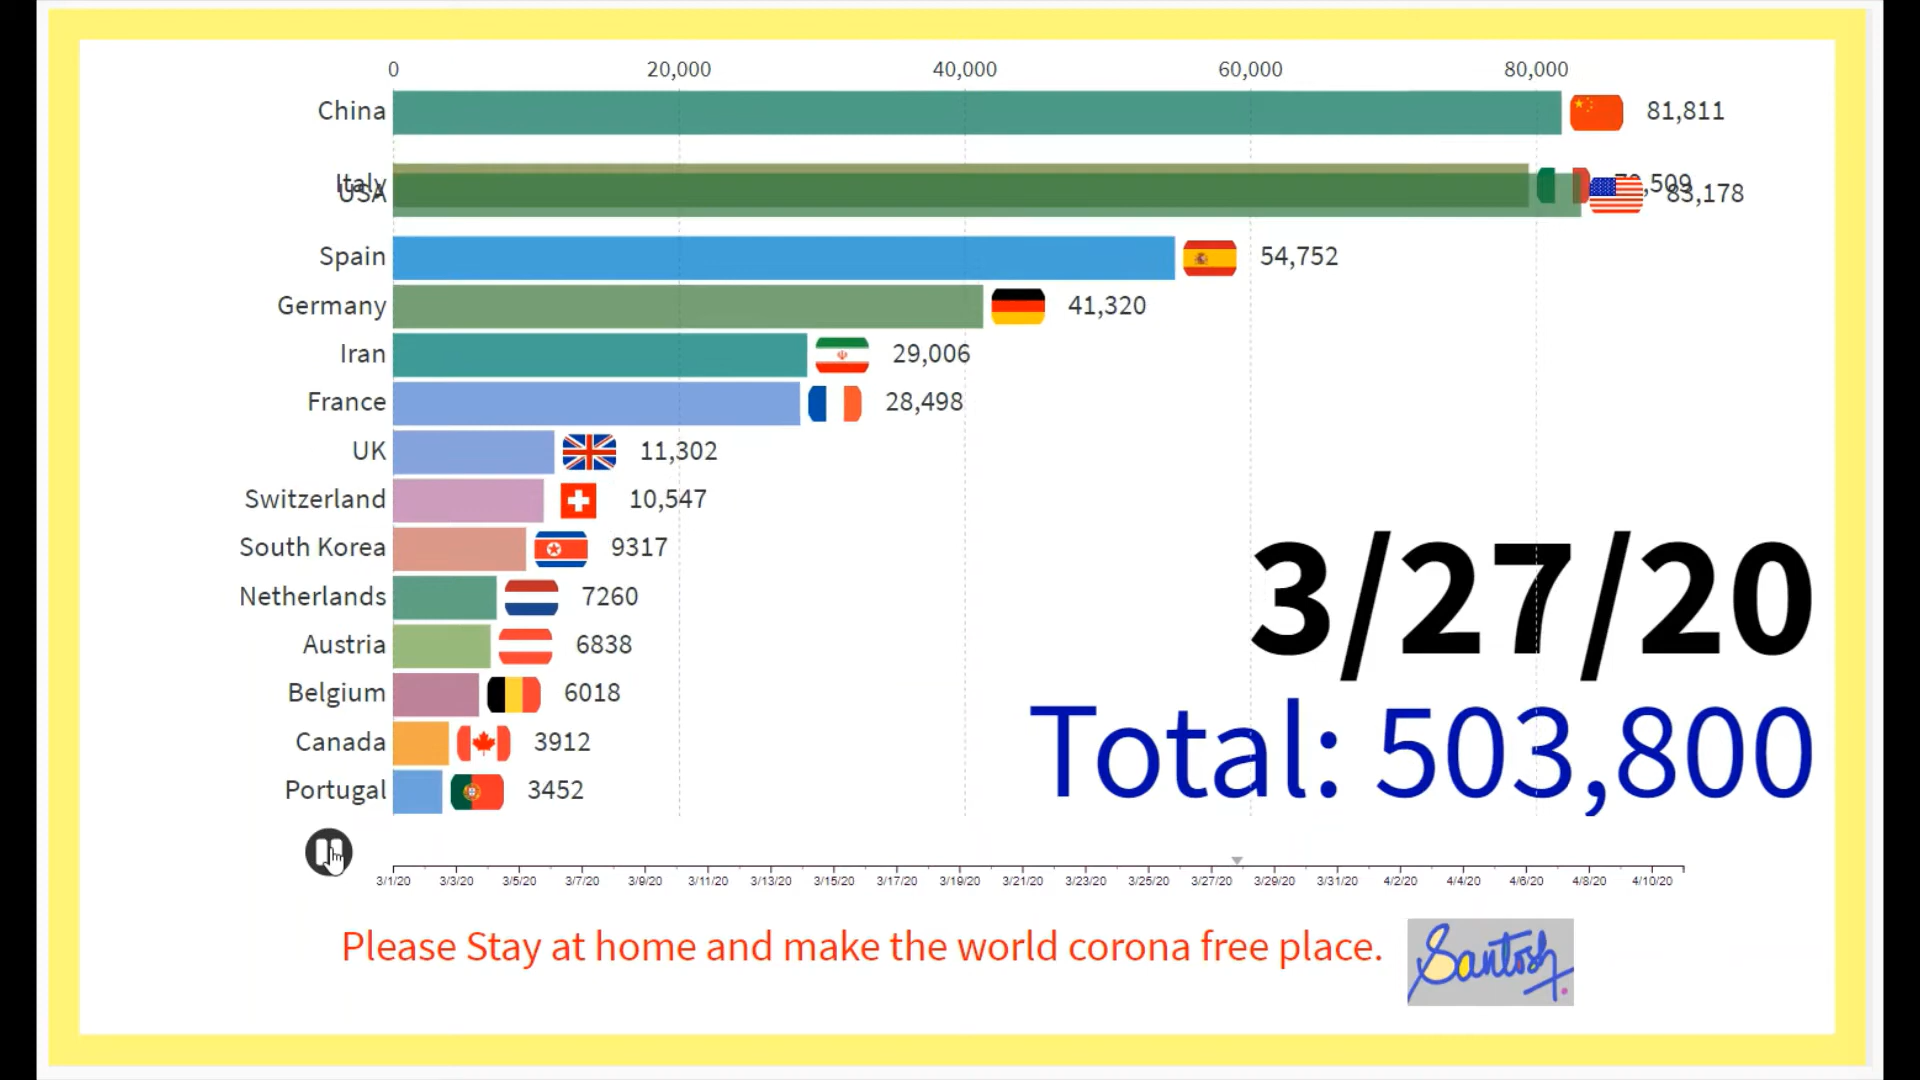 0 20,000 40,000 60,000 80,000
China 81,811
Italy
USA 83,178
Spain 54,752
Germany 41,320
Iran 29,006
France 28,498
UK 11,302
Switzerland 10,547
South Korea 9317
Netherlands 7260
Austria 6838
Belgium 6018
Canada 3912
Portugal 3452
3/27/20
Total: 503,800
3/1/20 3/3/20 3/5/20 3/7/20 3/9/20 3/11/20 3/13/20 3/15/20 3/17/20 3/19/20 3/21/20 3/23/20 3/25/20 3/27/20 3/29/20 3/31/20 4/2/20 4/4/20 4/6/20 4/8/20 4/10/20
Please Stay at home and make the world corona free place.
Santosh